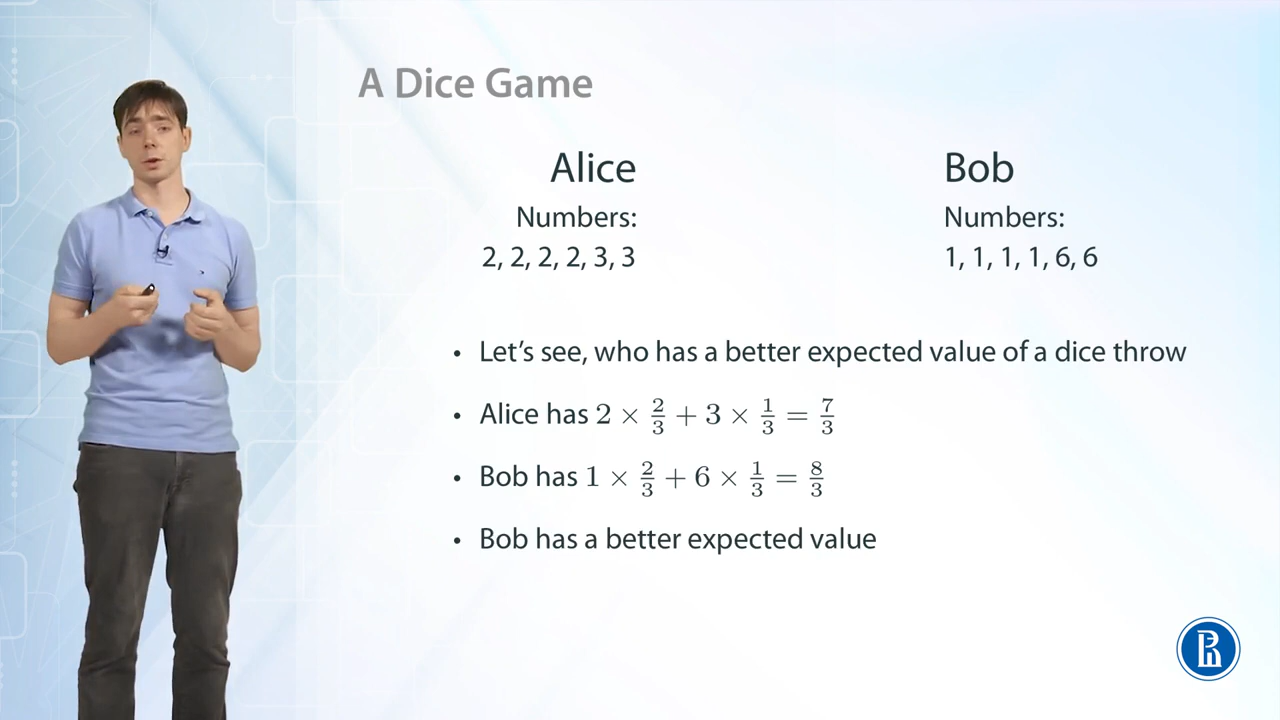 A Dice Game
Alice
Numbers:
2, 2, 2, 2, 3, 3
Bob
Numbers:
1, 1, 1, 1, 6, 6
• Let's see, who has a better expected value of a dice throw
• Alice has 2 × 2/3 + 3 × 1/3 = 7/3
• Bob has 1 × 2/3 + 6 × 1/3 = 8/3
• Bob has a better expected value